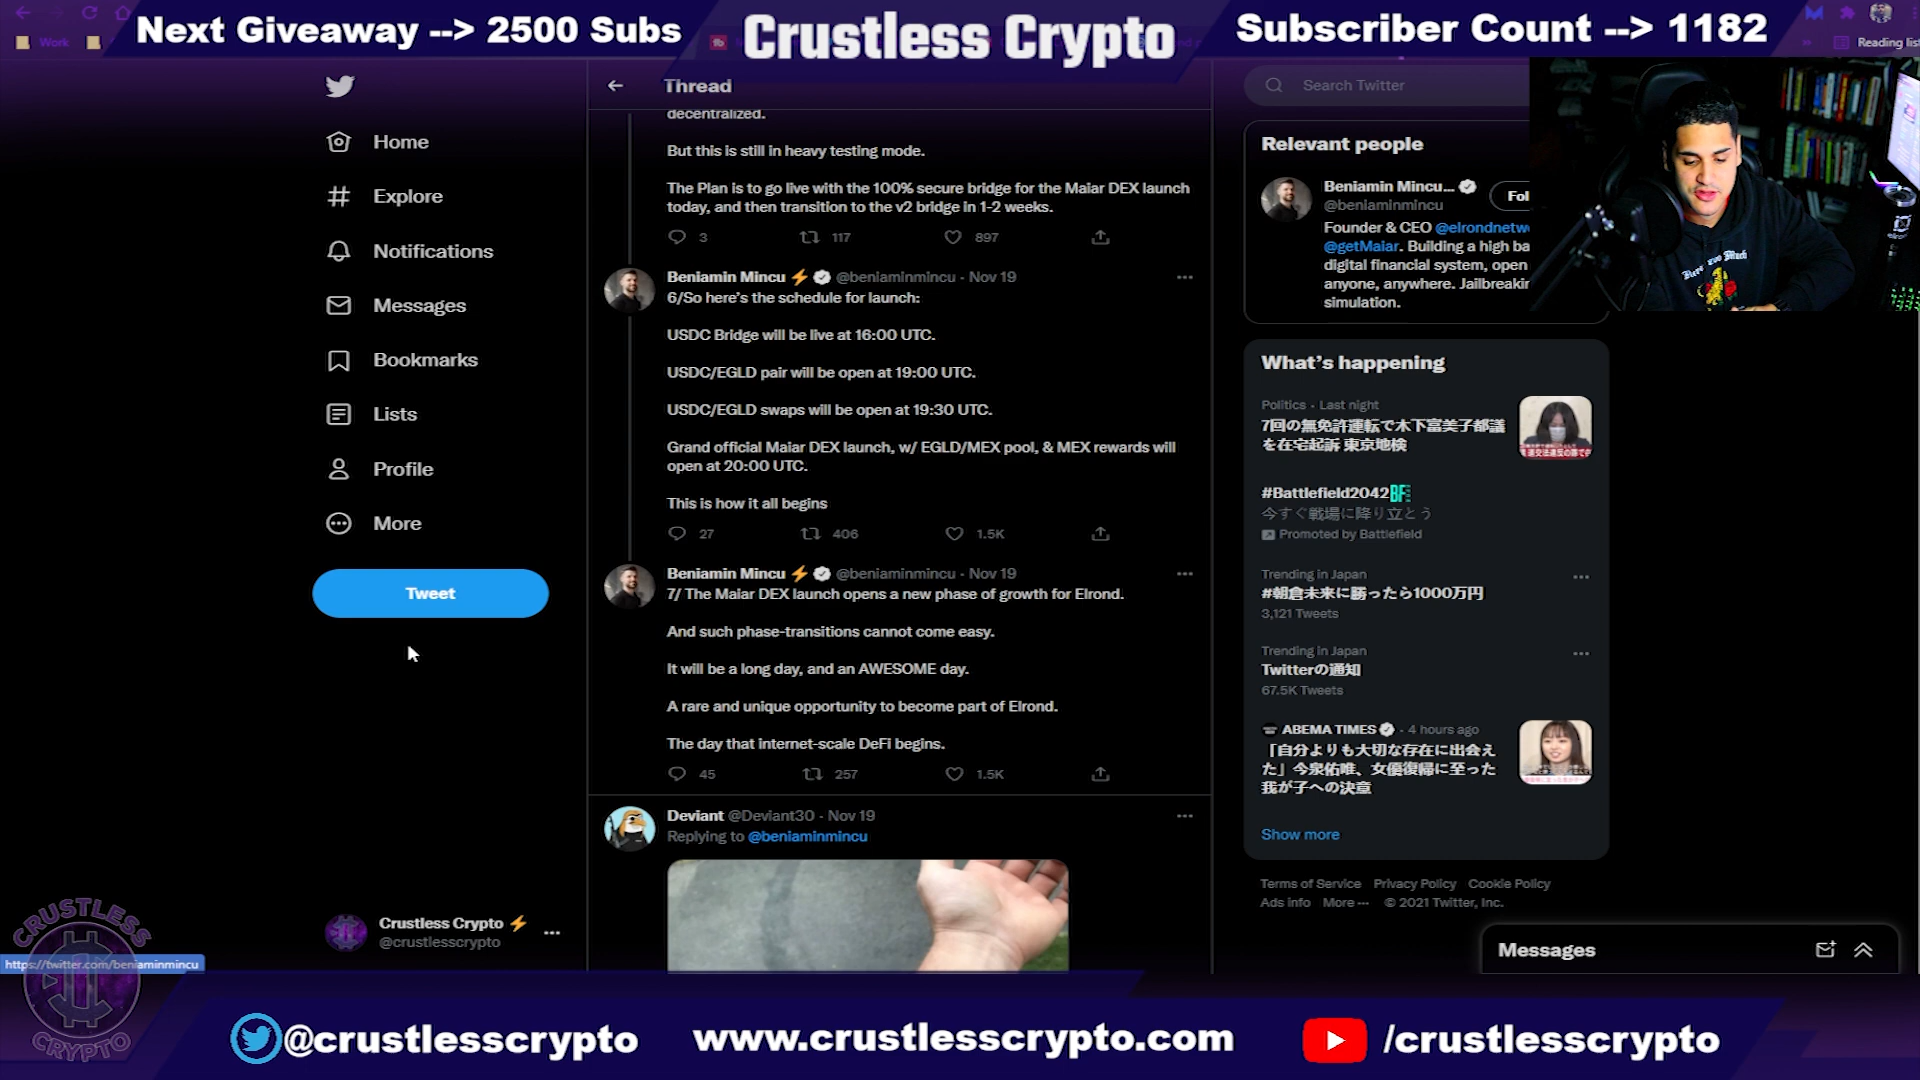 Next Giveaway --> 2500 Subs
Crustless Crypto
Subscriber Count --> 1182
Work
Reading list
Home
Explore
Notifications
Messages
Bookmarks
Lists
Profile
More
Tweet
Crustless Crypto⚡
@crustlesscrypto
https://twitter.com/beniaminmincu
CRUSTLESS
CRYPTO
Thread
decentralized.
But this is still in heavy testing mode.
The Plan is to go live with the 100% secure bridge for the Maiar DEX launch
today, and then transition to the v2 bridge in 1-2 weeks.
3 117 897
Beniamin Mincu ⚡ @beniaminmincu · Nov 19
6/So here's the schedule for launch:
USDC Bridge will be live at 16:00 UTC.
USDC/EGLD pair will be open at 19:00 UTC.
USDC/EGLD swaps will be open at 19:30 UTC.
Grand official Maiar DEX launch, w/ EGLD/MEX pool, & MEX rewards will
open at 20:00 UTC.
This is how it all begins
27 406 1.5K
Beniamin Mincu ⚡ @beniaminmincu · Nov 19
7/ The Maiar DEX launch opens a new phase of growth for Elrond.
And such phase-transitions cannot come easy.
It will be a long day, and an AWESOME day.
A rare and unique opportunity to become part of Elrond.
The day that internet-scale DeFi begins.
45 257 1.5K
Deviant @Deviant30 · Nov 19
Replying to @beniaminmincu
Search Twitter
Relevant people
Beniamin Mincu...
@beniaminmincu
Fol
Founder & CEO @elrondnetw
@getMaiar. Building a high ba
digital financial system, open
anyone, anywhere. Jailbreakin
simulation.
What's happening
Politics · Last night
7回の無免許運転で木下富美子都議
を在宅起訴 東京地検
#Battlefield2042
今すぐ戦場に降り立とう
Promoted by Battlefield
Trending in Japan
#朝倉未来に勝ったら1000万円
3,121 Tweets
Trending in Japan
Twitterの通知
67.5K Tweets
ABEMA TIMES · 4 hours ago
「自分よりも大切な存在に出会え
た」今泉佑唯、女優復帰に至った
我が子への決意
Show more
Terms of Service Privacy Policy Cookie Policy
Ads info More ··· © 2021 Twitter, Inc.
Messages
@crustlesscrypto
www.crustlesscrypto.com
/crustlesscrypto